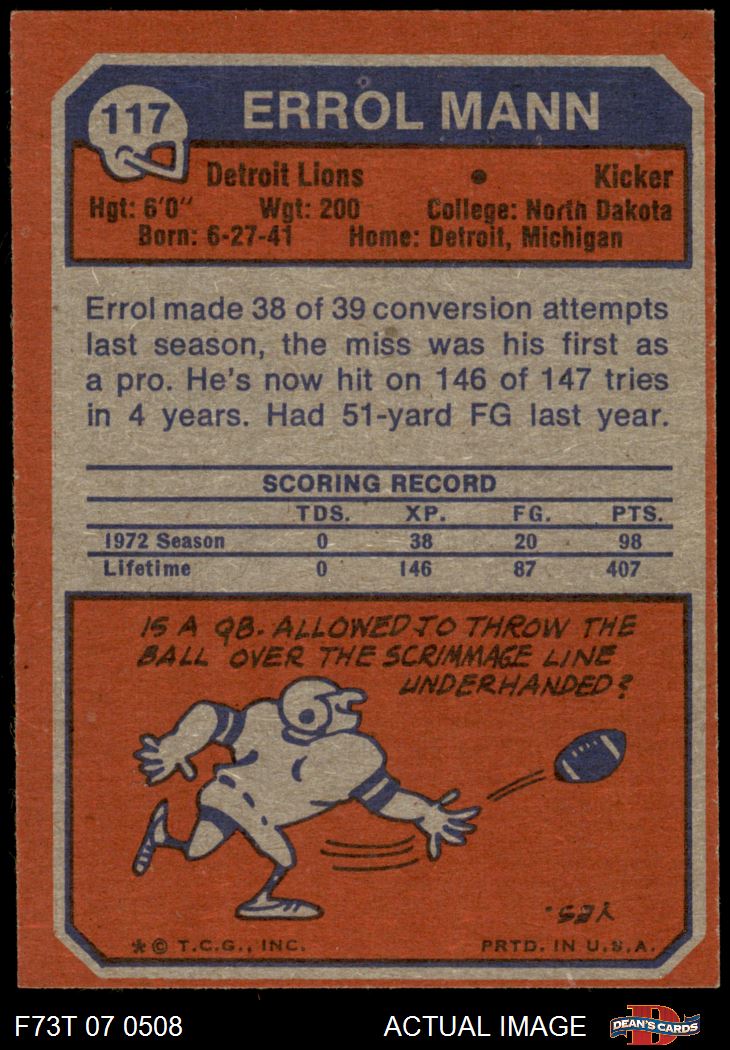 117
ERROL MANN
Detroit Lions • Kicker
Hgt: 6'0" Wgt: 200 College: North Dakota
Born: 6-27-41 Home: Detroit, Michigan
Errol made 38 of 39 conversion attempts
last season, the miss was his first as
a pro. He's now hit on 146 of 147 tries
in 4 years. Had 51-yard FG last year.
SCORING RECORD
TDS. XP. FG. PTS.
1972 Season 0 38 20 98
Lifetime 0 146 87 407
IS A QB. ALLOWED TO THROW THE
BALL OVER THE SCRIMMAGE LINE
UNDERHANDED?
YES.
*© T.C.G., INC. PRTD. IN U.S.A.
F73T 07 0508 ACTUAL IMAGE
D
DEAN'S CARDS